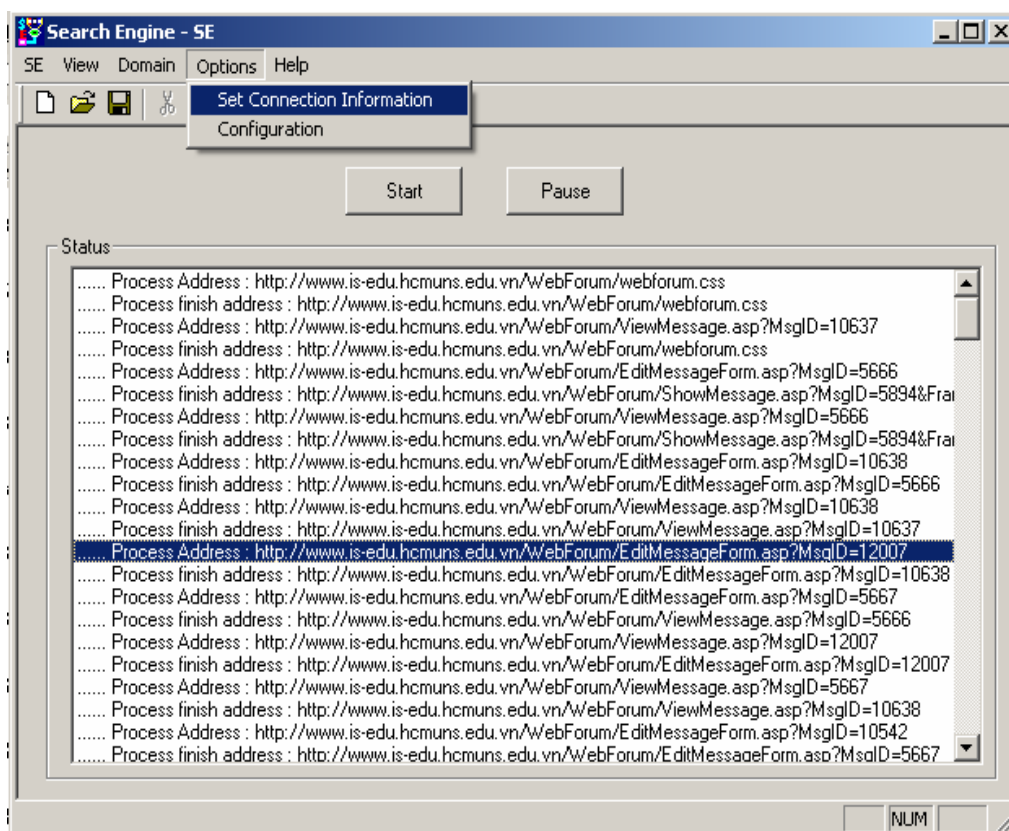 Search Engine - SE
SE View Domain Options Help
Set Connection Information
Configuration
Start Pause
Status
...... Process Address : http://www.is-edu.hcmuns.edu.vn/WebForum/webforum.css
...... Process finish address : http://www.is-edu.hcmuns.edu.vn/WebForum/webforum.css
...... Process Address : http://www.is-edu.hcmuns.edu.vn/WebForum/ViewMessage.asp?MsgID=10637
...... Process finish address : http://www.is-edu.hcmuns.edu.vn/WebForum/webforum.css
...... Process Address : http://www.is-edu.hcmuns.edu.vn/WebForum/EditMessageForm.asp?MsgID=5666
...... Process finish address : http://www.is-edu.hcmuns.edu.vn/WebForum/ShowMessage.asp?MsgID=5894&Frai
...... Process Address : http://www.is-edu.hcmuns.edu.vn/WebForum/ViewMessage.asp?MsgID=5666
...... Process finish address : http://www.is-edu.hcmuns.edu.vn/WebForum/ShowMessage.asp?MsgID=5894&Frai
...... Process Address : http://www.is-edu.hcmuns.edu.vn/WebForum/EditMessageForm.asp?MsgID=10638
...... Process finish address : http://www.is-edu.hcmuns.edu.vn/WebForum/EditMessageForm.asp?MsgID=5666
...... Process Address : http://www.is-edu.hcmuns.edu.vn/WebForum/ViewMessage.asp?MsgID=10638
...... Process finish address : http://www.is-edu.hcmuns.edu.vn/WebForum/ViewMessage.asp?MsgID=10637
...... Process Address : http://www.is-edu.hcmuns.edu.vn/WebForum/EditMessageForm.asp?MsgID=12007
...... Process finish address : http://www.is-edu.hcmuns.edu.vn/WebForum/EditMessageForm.asp?MsgID=10638
...... Process Address : http://www.is-edu.hcmuns.edu.vn/WebForum/EditMessageForm.asp?MsgID=5667
...... Process finish address : http://www.is-edu.hcmuns.edu.vn/WebForum/ViewMessage.asp?MsgID=5666
...... Process Address : http://www.is-edu.hcmuns.edu.vn/WebForum/ViewMessage.asp?MsgID=12007
...... Process finish address : http://www.is-edu.hcmuns.edu.vn/WebForum/EditMessageForm.asp?MsgID=12007
...... Process Address : http://www.is-edu.hcmuns.edu.vn/WebForum/ViewMessage.asp?MsgID=5667
...... Process finish address : http://www.is-edu.hcmuns.edu.vn/WebForum/ViewMessage.asp?MsgID=10638
...... Process Address : http://www.is-edu.hcmuns.edu.vn/WebForum/EditMessageForm.asp?MsgID=10542
...... Process finish address : http://www.is-edu.hcmuns.edu.vn/WebForum/EditMessageForm.asp?MsgID=5667
NUM